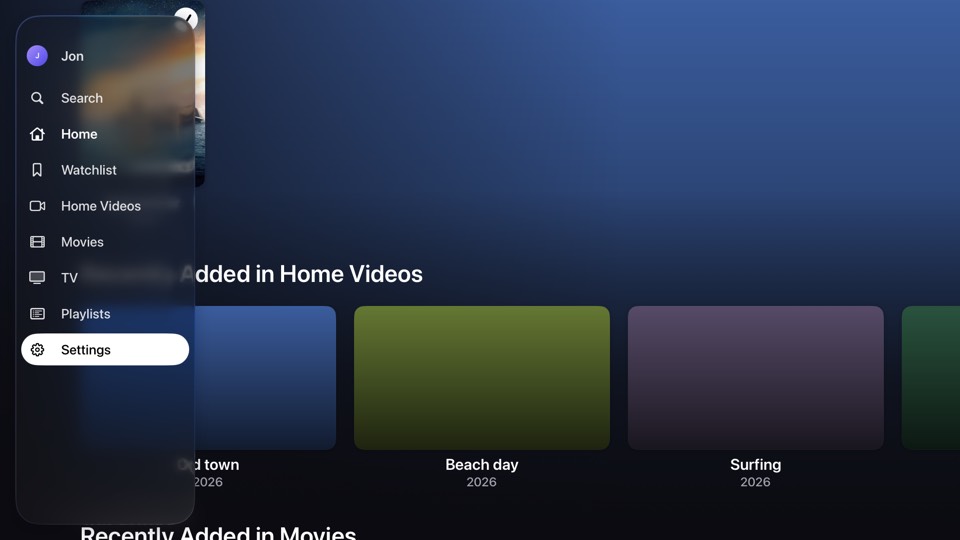 J
Jon
Search
Home
Watchlist
Home Videos
Movies
TV
Playlists
Settings
Added in Home Videos
town
2026
Beach day
2026
Surfing
2026
Recently Added in Movies